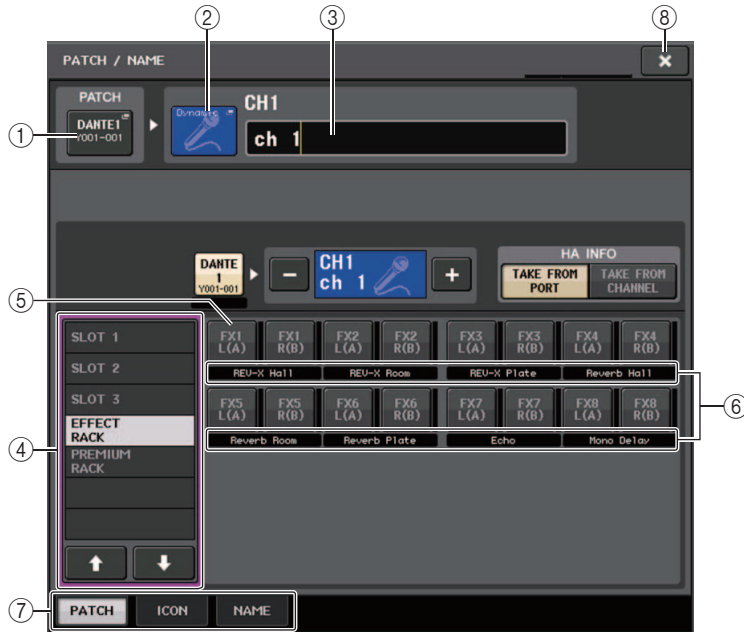 ② ③ ⑧
PATCH / NAME
PATCH
CH1
①
DANTE1
Y001-001
Dynamic
ch 1
DANTE
1
Y001-001
−
CH1
ch 1
+
HA INFO
TAKE FROM
PORT
TAKE FROM
CHANNEL
⑤
SLOT 1
SLOT 2
SLOT 3
EFFECT
RACK
PREMIUM
RACK
④
FX1 FX1 FX2 FX2 FX3 FX3 FX4 FX4
L(A) R(B) L(A) R(B) L(A) R(B) L(A) R(B)
REV-X Hall REV-X Room REV-X Plate Reverb Hall
⑥
FX5 FX5 FX6 FX6 FX7 FX7 FX8 FX8
L(A) R(B) L(A) R(B) L(A) R(B) L(A) R(B)
Reverb Room Reverb Plate Echo Mono Delay
⑦
PATCH ICON NAME